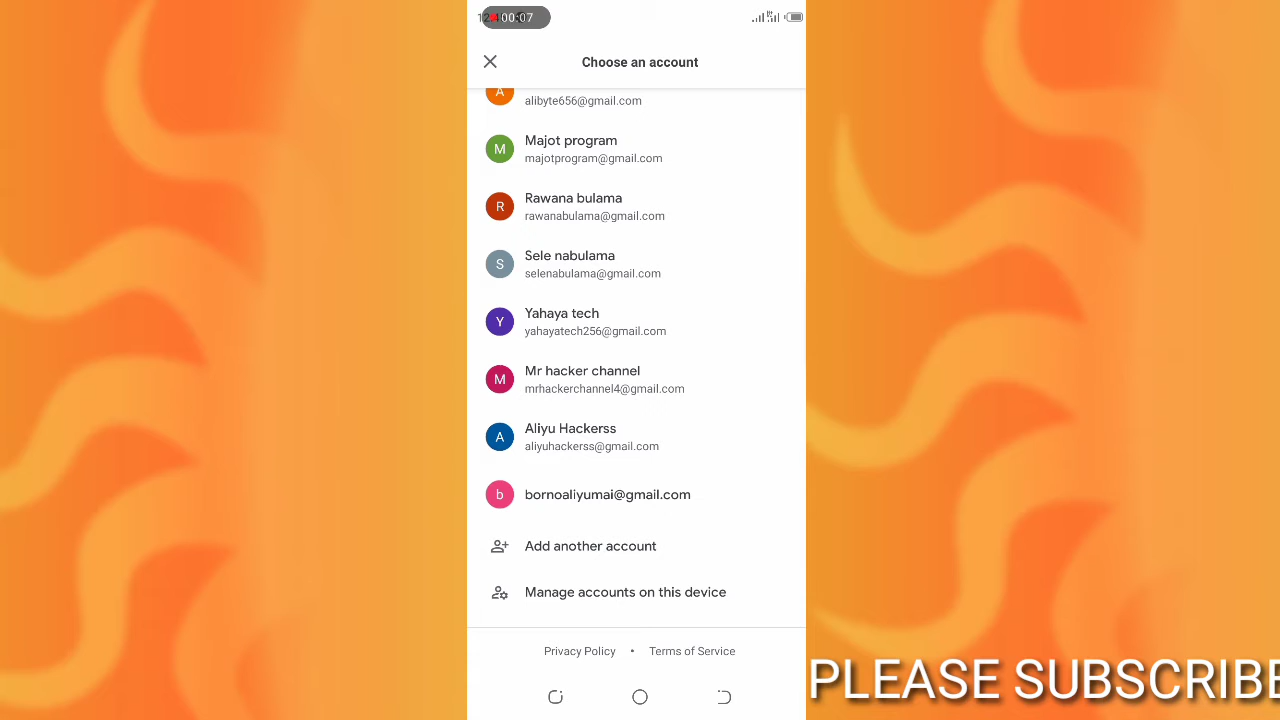 00:07
Choose an account
A
alibyte656@gmail.com
M
Majot program
majotprogram@gmail.com
R
Rawana bulama
rawanabulama@gmail.com
S
Sele nabulama
selenabulama@gmail.com
Y
Yahaya tech
yahayatech256@gmail.com
M
Mr hacker channel
mrhackerchannel4@gmail.com
A
Aliyu Hackerss
aliyuhackerss@gmail.com
b
bornoaliyumai@gmail.com
Add another account
Manage accounts on this device
Privacy Policy • Terms of Service
PLEASE SUBSCRIBE